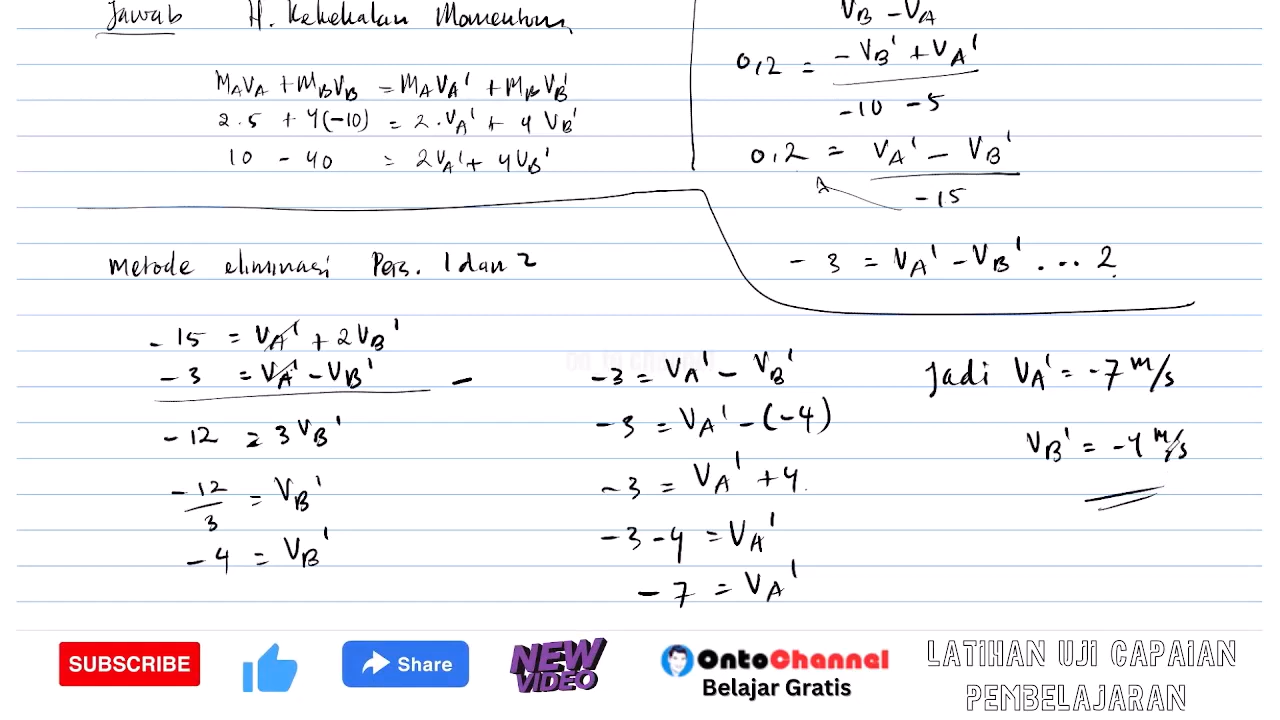 Jawab H. Kekekalan Momentum
MAVA + MBVB = MAVA' + MBVB'
2.5 + 4(-10) = 2.VA' + 4 VB'
10 - 40 = 2VA' + 4VB'
VB - VA
0,2 = - VB' + VA'
-10 - 5
0,2 = VA' - VB'
-15
- 3 = VA' - VB' . . . 2
Metode eliminasi Pers. 1 dan 2
- 15 = VA' + 2VB'
- 3 = VA' - VB' -
- 12 = 3 VB'
-12/3 = VB'
- 4 = VB'
-3 = VA' - VB'
-3 = VA' - (-4)
-3 = VA' + 4
-3 - 4 = VA'
- 7 = VA'
Jadi VA' = -7 m/s
VB' = -4 m/s
SUBSCRIBE
Share
NEW VIDEO
OntoChannel
Belajar Gratis
LATIHAN UJI CAPAIAN
PEMBELAJARAN